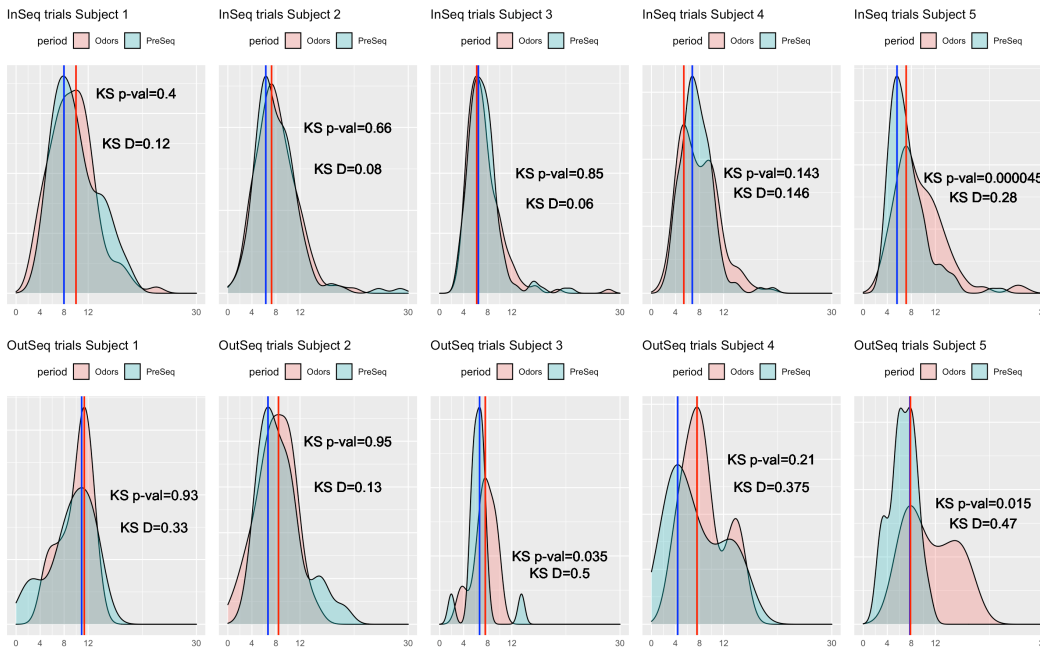 InSeq trials Subject 1
period Odors PreSeq
KS p-val=0.4
KS D=0.12
0 4 8 12 30
InSeq trials Subject 2
period Odors PreSeq
KS p-val=0.66
KS D=0.08
0 4 8 12 30
InSeq trials Subject 3
period Odors PreSeq
KS p-val=0.85
KS D=0.06
0 4 8 12 30
InSeq trials Subject 4
period Odors PreSeq
KS p-val=0.143
KS D=0.146
0 4 8 12 30
InSeq trials Subject 5
period Odors PreSeq
KS p-val=0.000045
KS D=0.28
0 4 8 12 30
OutSeq trials Subject 1
period Odors PreSeq
KS p-val=0.93
KS D=0.33
0 4 8 12 30
OutSeq trials Subject 2
period Odors PreSeq
KS p-val=0.95
KS D=0.13
0 4 8 12 30
OutSeq trials Subject 3
period Odors PreSeq
KS p-val=0.035
KS D=0.5
0 4 8 12 30
OutSeq trials Subject 4
period Odors PreSeq
KS p-val=0.21
KS D=0.375
0 4 8 12 30
OutSeq trials Subject 5
period Odors PreSeq
KS p-val=0.015
KS D=0.47
0 4 8 12 30